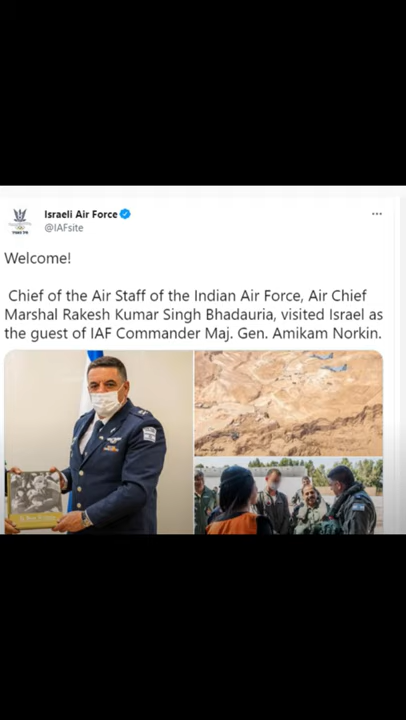 Israeli Air Force
@IAFsite
...
Welcome!
Chief of the Air Staff of the Indian Air Force, Air Chief
Marshal Rakesh Kumar Singh Bhadauria, visited Israel as
the guest of IAF Commander Maj. Gen. Amikam Norkin.